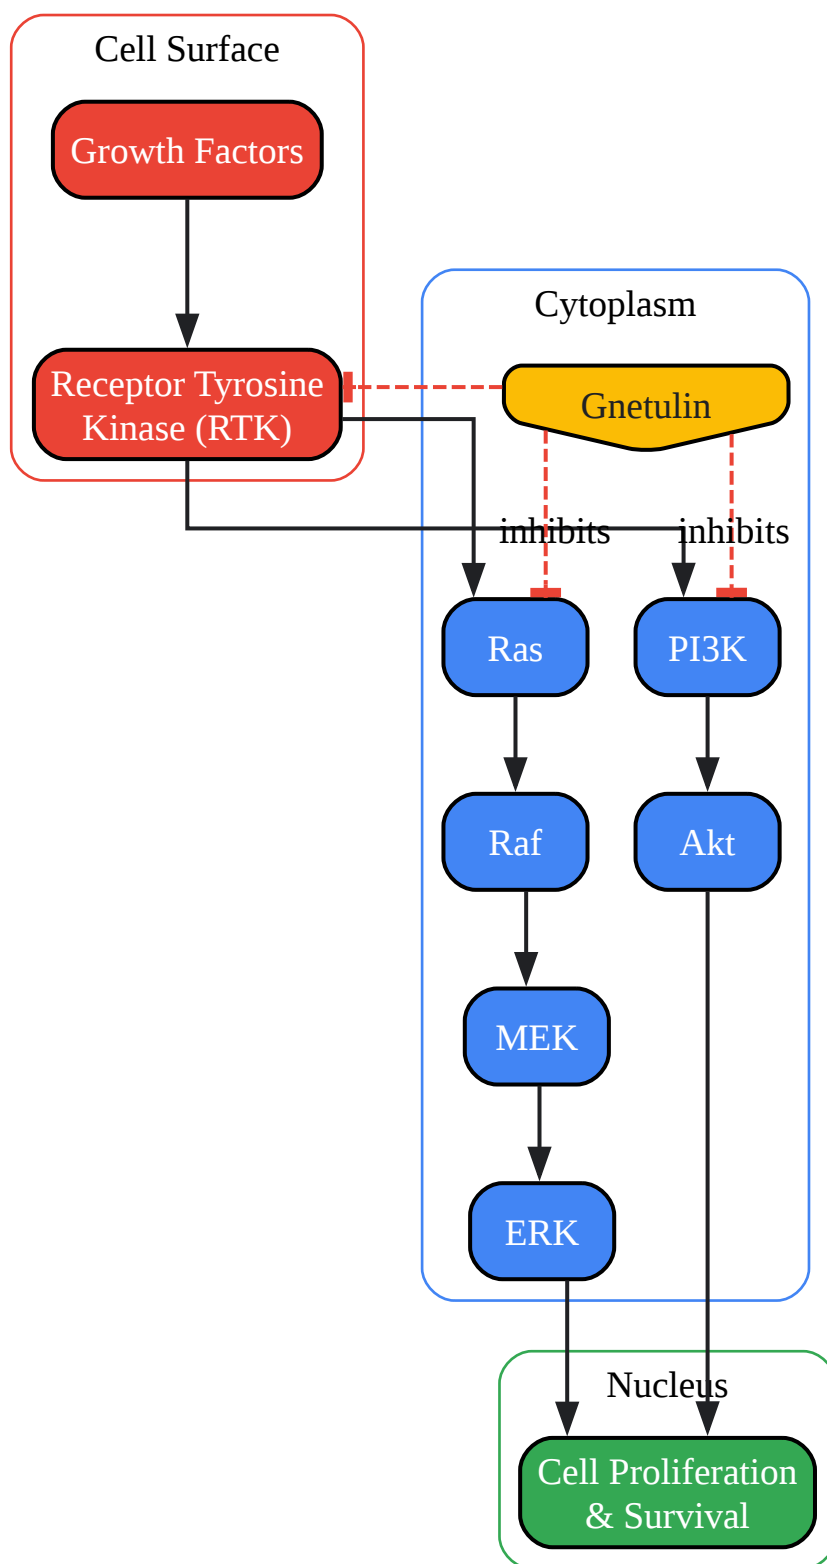 Cell Surface
Growth Factors
Receptor Tyrosine
Kinase (RTK)
Cytoplasm
Gnetulin
inhibits
inhibits
Ras
PI3K
Raf
Akt
MEK
ERK
Nucleus
Cell Proliferation
& Survival